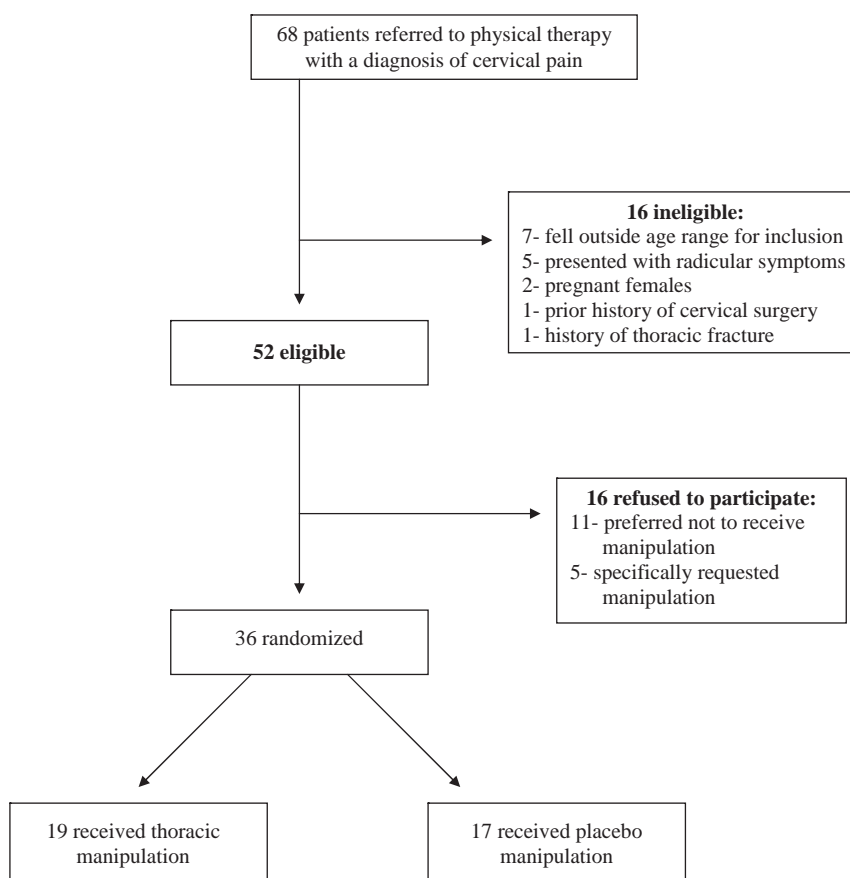 68 patients referred to physical therapy
with a diagnosis of cervical pain
16 ineligible:
7- fell outside age range for inclusion
5- presented with radicular symptoms
2- pregnant females
1- prior history of cervical surgery
1- history of thoracic fracture
52 eligible
16 refused to participate:
11- preferred not to receive
manipulation
5- specifically requested
manipulation
36 randomized
19 received thoracic
manipulation
17 received placebo
manipulation